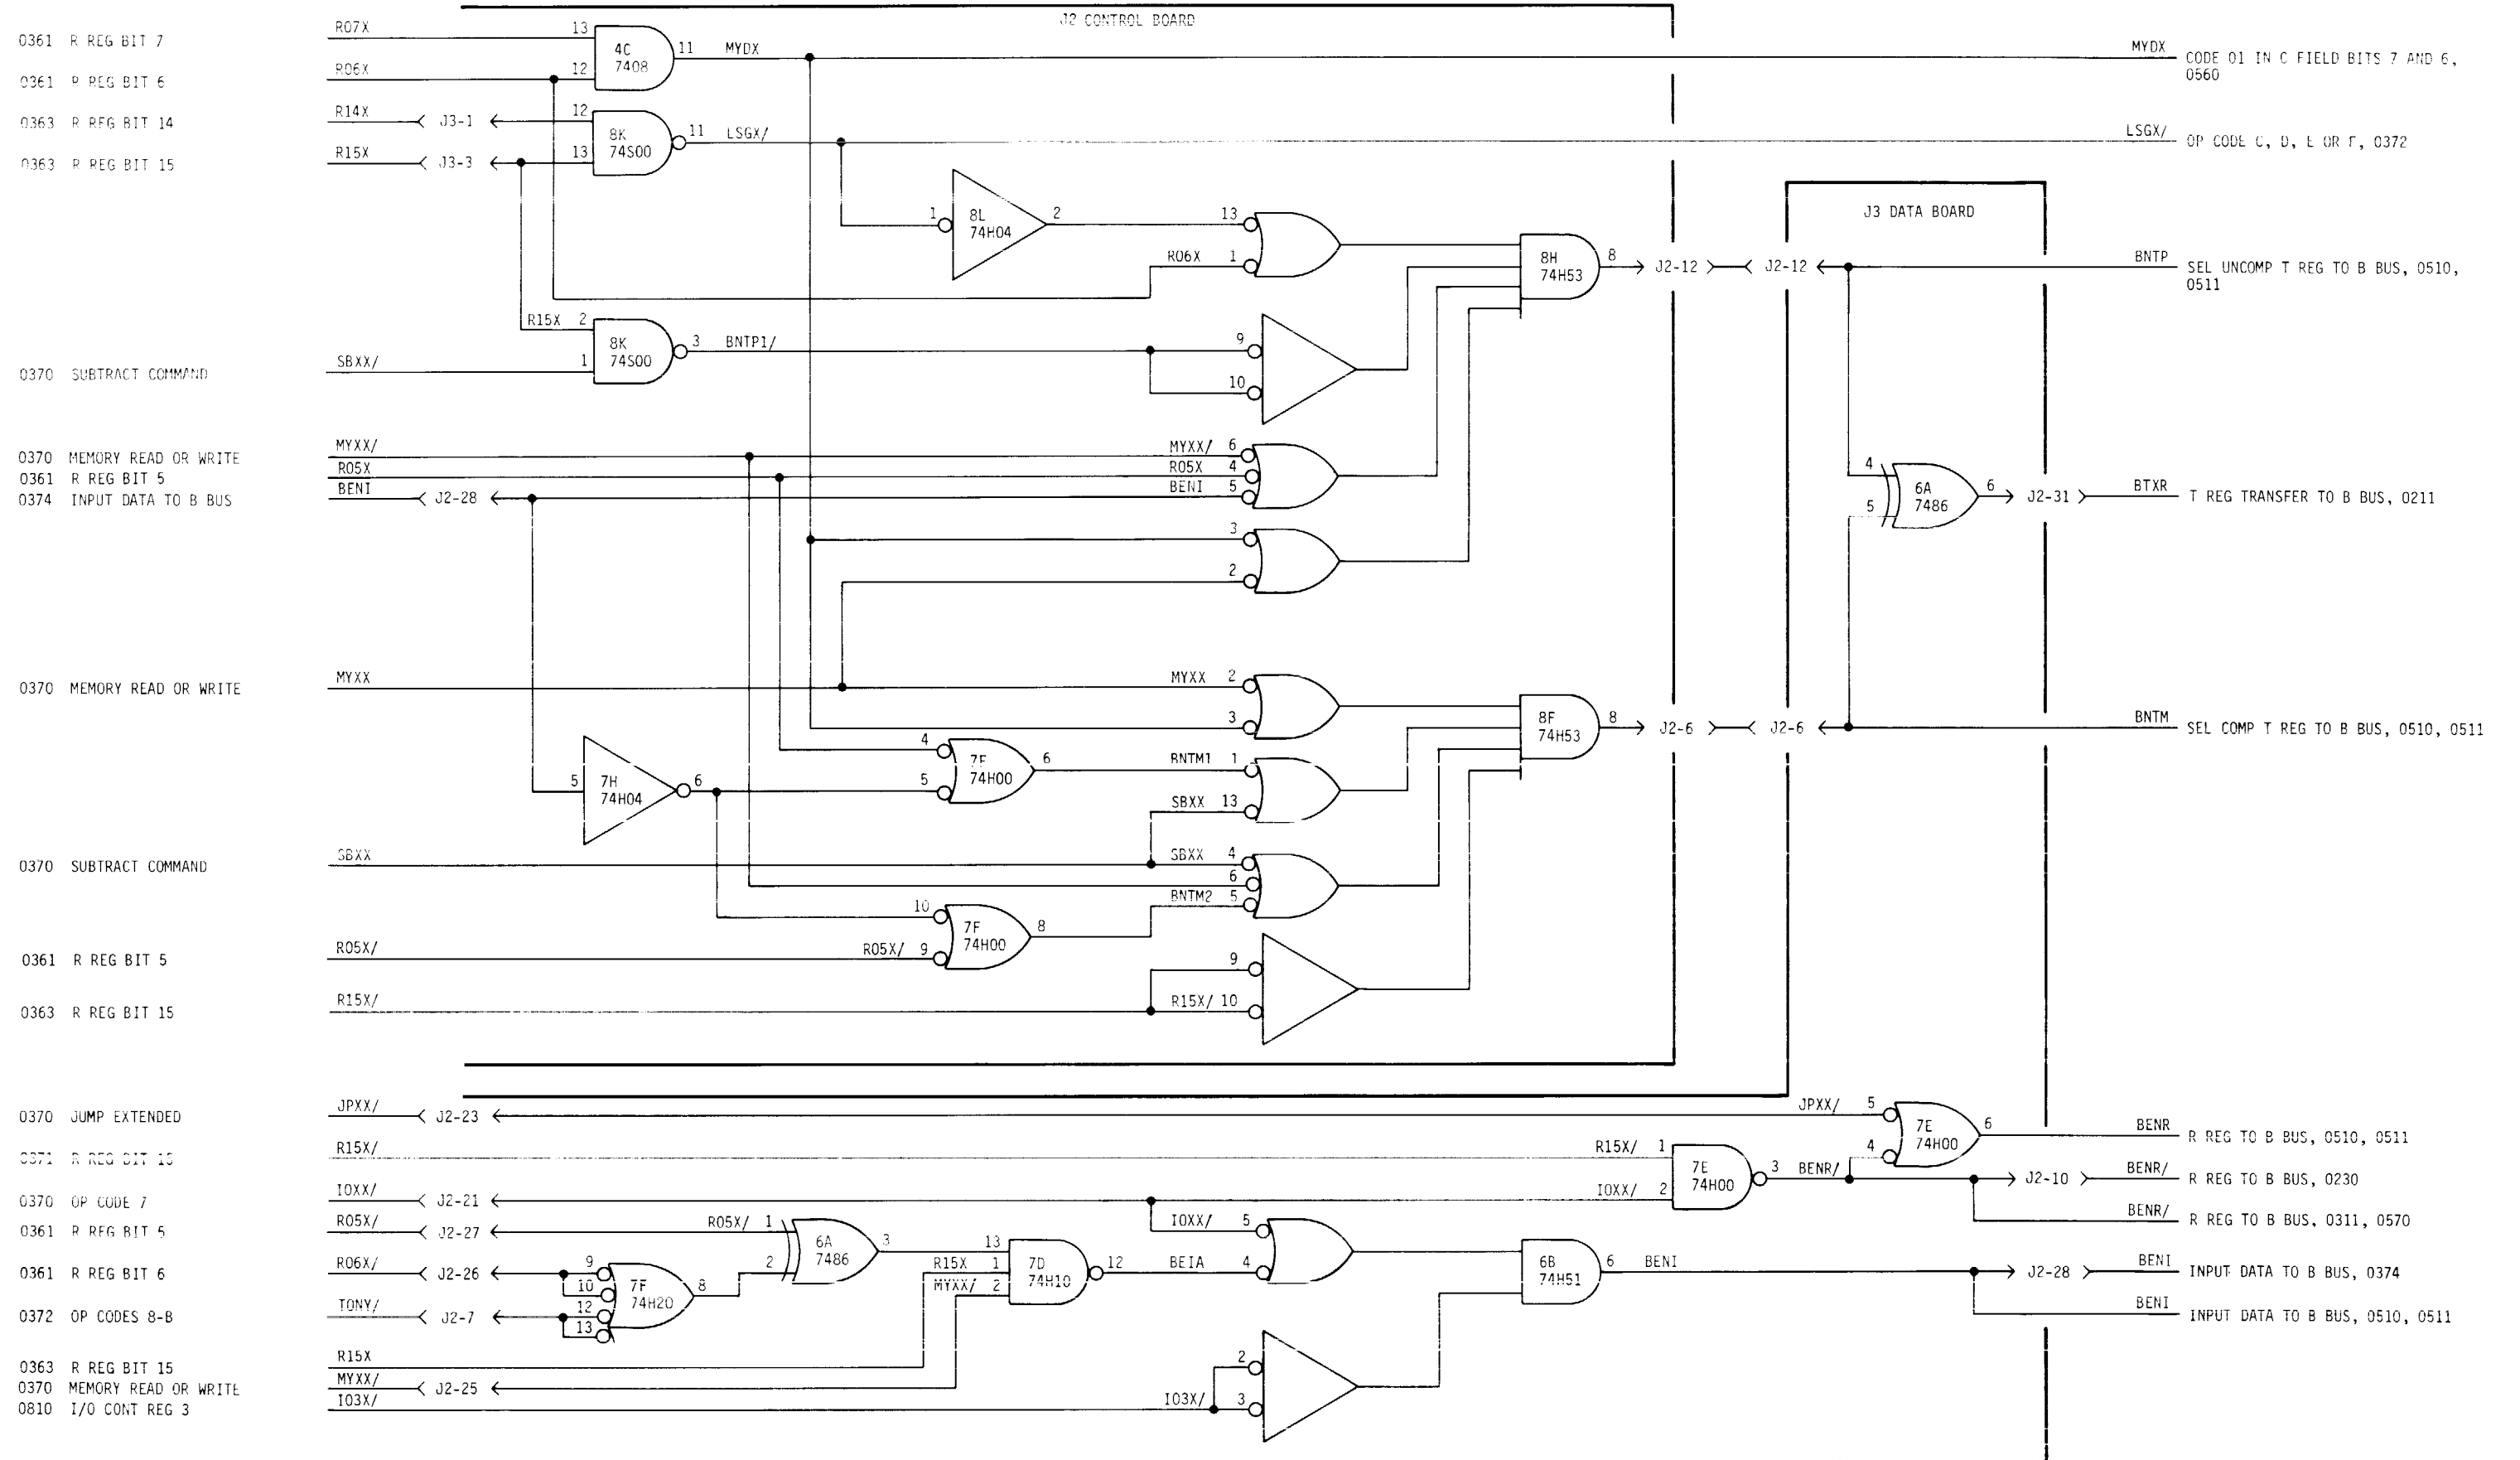 J2 CONTROL BOARD
0361 R REG BIT 7 R07X 13 4C 7408 11 MYDX MYDX CODE 01 IN C FIELD BITS 7 AND 6, 0560
0361 R REG BIT 6 R06X 12
0363 R REG BIT 14 R14X J3-1 12 8K 74S00 11 LSGX/ LSGX/ OP CODE C, D, E OR F, 0372
0363 R REG BIT 15 R15X J3-3 13
J3 DATA BOARD
1 8L 74H04 2 13
R06X 1
8H 74H53 8 J2-12 J2-12 BNTP SEL UNCOMP T REG TO B BUS, 0510, 0511
R15X 2 8K 74S00 3 BNTP1/ 9
0370 SUBTRACT COMMAND SBXX/ 1 10
0370 MEMORY READ OR WRITE MYXX/ MYXX/ 6
0361 R REG BIT 5 R05X R05X 4
0374 INPUT DATA TO B BUS BENI J2-28 BENI 5
4 5 6A 7486 6 J2-31 BTXR T REG TRANSFER TO B BUS, 0211
3
2
0370 MEMORY READ OR WRITE MYXX MYXX 2
3
8F 74H53 8 J2-6 J2-6 BNTM SEL COMP T REG TO B BUS, 0510, 0511
4 5 7F 74H00 6 BNTM1 1
5 7H 74H04 6
SBXX 13
0370 SUBTRACT COMMAND SBXX SBXX 4
6
BNTM2 5
10 7F 74H00 8
0361 R REG BIT 5 R05X/ R05X/ 9
9
0363 R REG BIT 15 R15X/ R15X/ 10
0370 JUMP EXTENDED JPXX/ J2-23 JPXX/ 5 7E 74H00 6 BENR R REG TO B BUS, 0510, 0511
4
R REG BIT R15X/ R15X/ 1 7E 74H00 3 BENR/ J2-10 BENR/ R REG TO B BUS, 0230
0370 OP CODE 7 IOXX/ J2-21 IOXX/ 2
BENR/ R REG TO B BUS, 0311, 0570
0361 R REG BIT 5 R05X/ J2-27 R05X/ 1 6A 7486 3 IOXX/ 5
2
0361 R REG BIT 6 R06X/ J2-26 9 10 7F 74H20 8
13 R15X 1 MYXX/ 2 7D 74H10 12 BEIA 4
6B 74H51 6 BENI J2-28 BENI INPUT DATA TO B BUS, 0374
0372 OP CODES 8-B TONY/ J2-7 12 13
BENI INPUT DATA TO B BUS, 0510, 0511
0363 R REG BIT 15 R15X 2
0370 MEMORY READ OR WRITE MYXX/ J2-25
0810 I/O CONT REG 3 IO3X/ IO3X/ 3